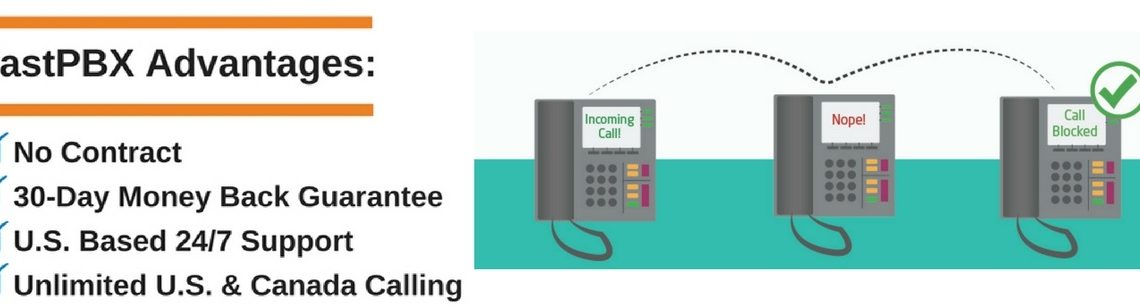 astPBX Advantages:
No Contract
30-Day Money Back Guarantee
U.S. Based 24/7 Support
Unlimited U.S. & Canada Calling
Incoming
Call!
Nope!
Call
Blocked